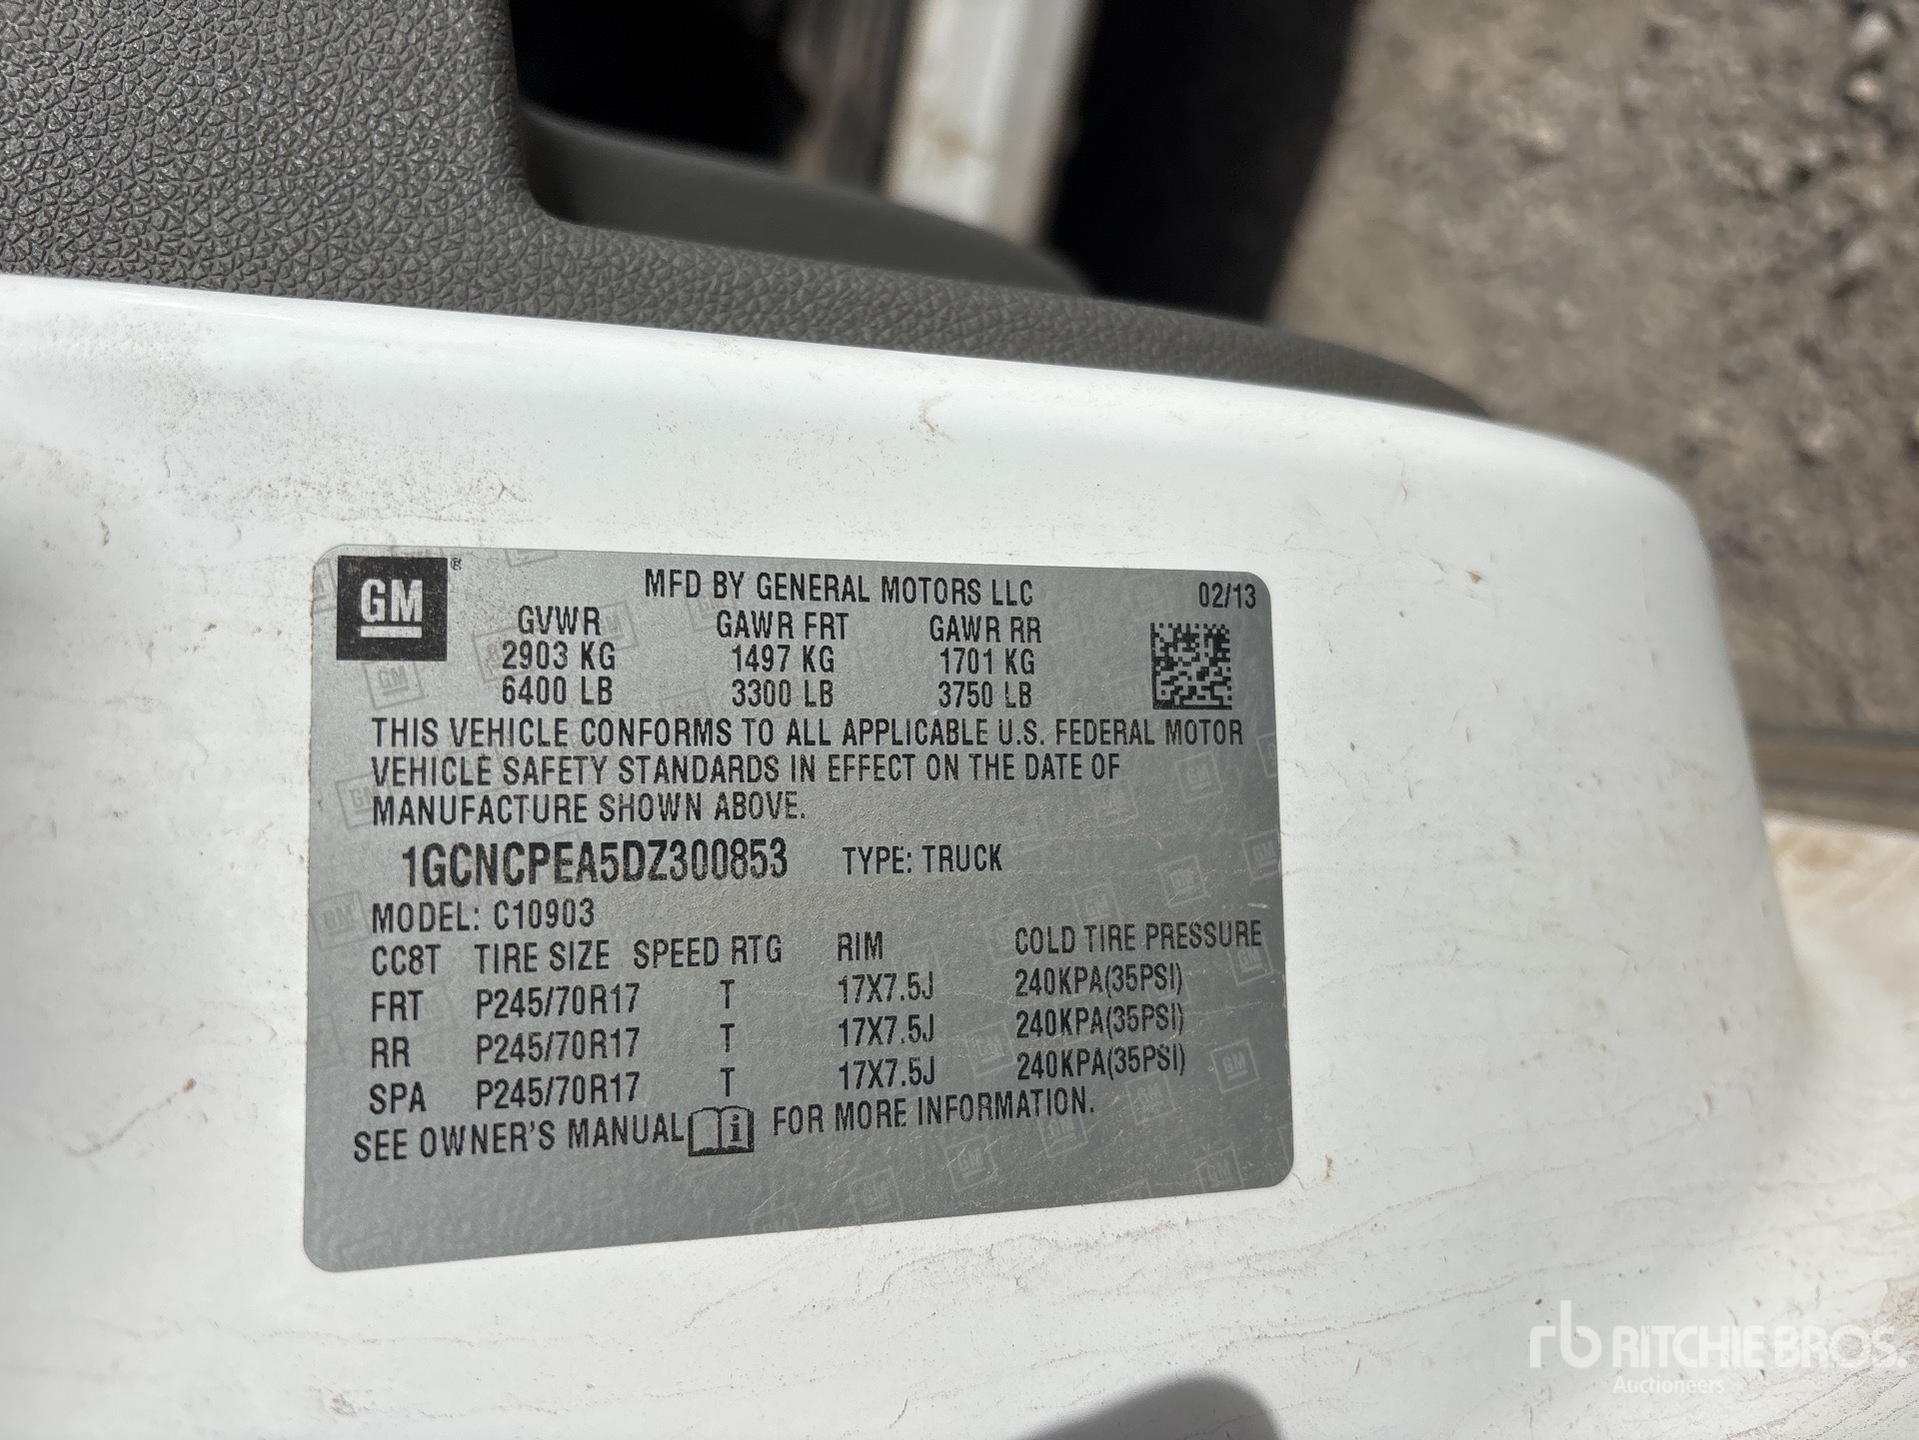 GM®
MFD BY GENERAL MOTORS LLC 02/13
GVWR GAWR FRT GAWR RR
2903 KG 1497 KG 1701 KG
6400 LB 3300 LB 3750 LB
THIS VEHICLE CONFORMS TO ALL APPLICABLE U.S. FEDERAL MOTOR
VEHICLE SAFETY STANDARDS IN EFFECT ON THE DATE OF
MANUFACTURE SHOWN ABOVE.
1GCNCPEA5DZ300853 TYPE: TRUCK
MODEL: C10903
CC8T TIRE SIZE SPEED RTG RIM COLD TIRE PRESSURE
FRT P245/70R17 T 17X7.5J 240KPA(35PSI)
RR P245/70R17 T 17X7.5J 240KPA(35PSI)
SPA P245/70R17 T 17X7.5J 240KPA(35PSI)
SEE OWNER'S MANUAL i FOR MORE INFORMATION.
rb RITCHIE BROS.
Auctioneers